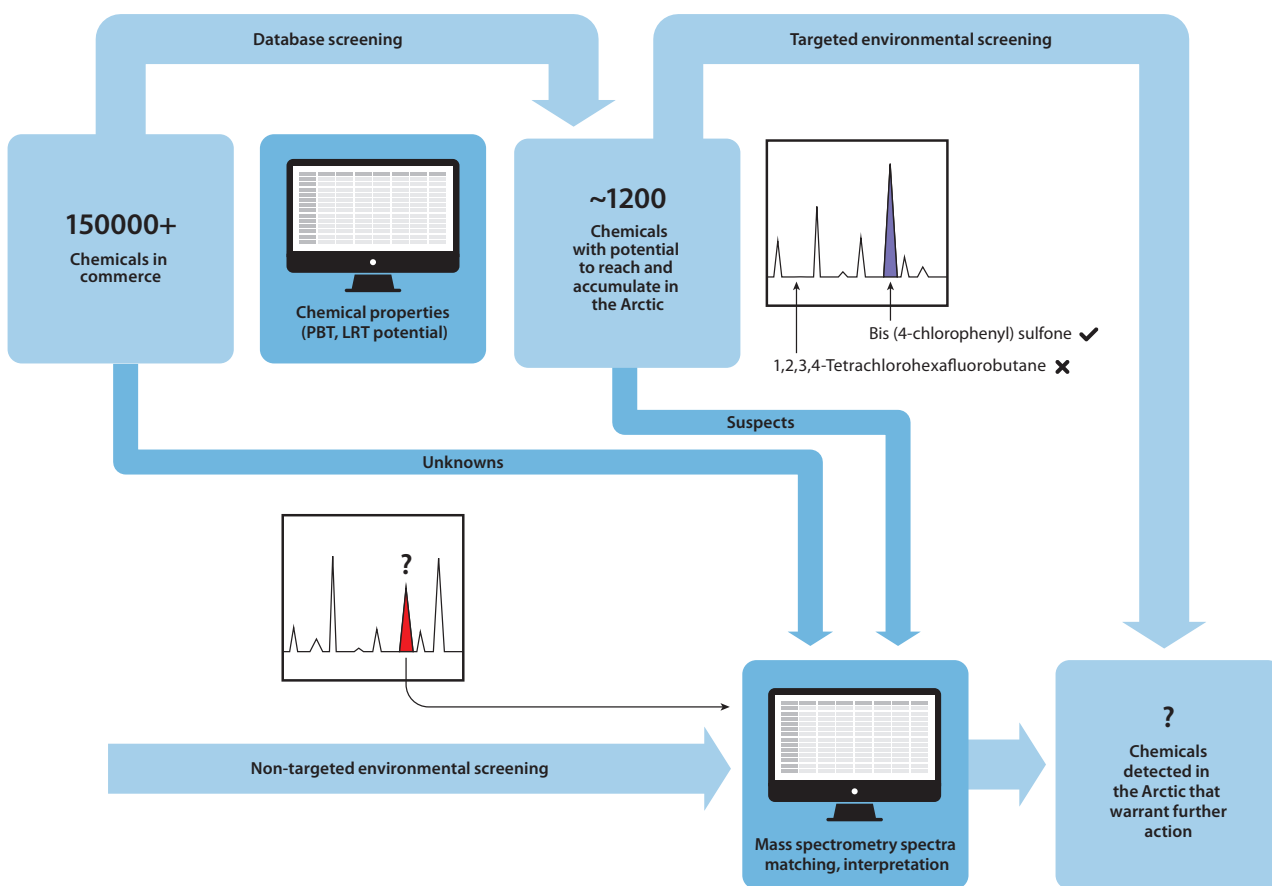 Database screening
Targeted environmental screening
150000+
Chemicals in
commerce
Chemical properties
(PBT, LRT potential)
~1200
Chemicals
with potential
to reach and
accumulate in
the Arctic
Bis (4-chlorophenyl) sulfone ✔
1,2,3,4-Tetrachlorohexafluorobutane ✖
Suspects
Unknowns
?
Non-targeted environmental screening
Mass spectrometry spectra
matching, interpretation
?
Chemicals
detected in
the Arctic that
warrant further
action